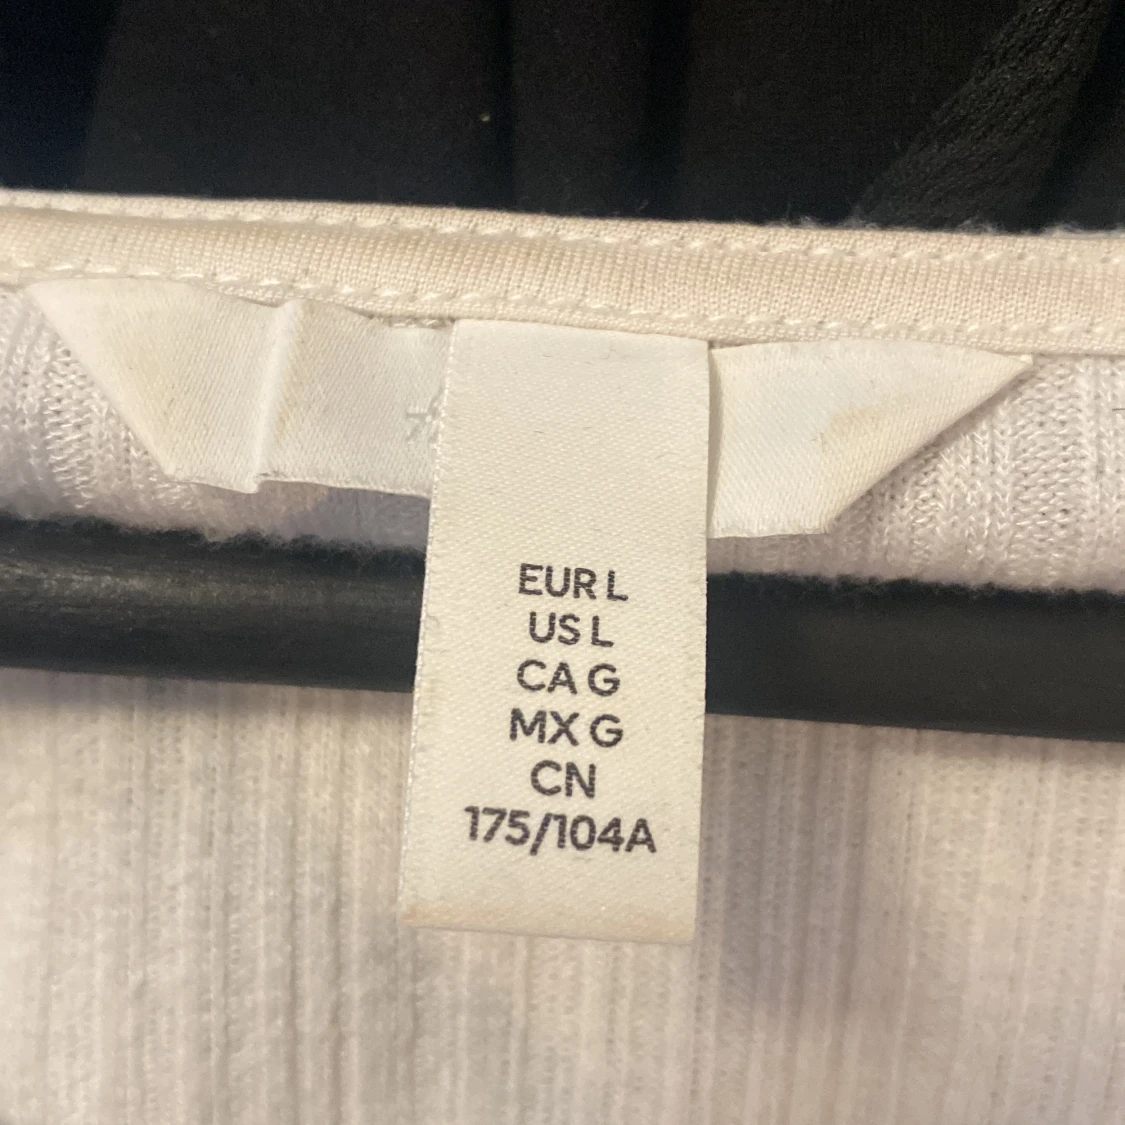 EUR L
US L
CA G
MX G
CN
175/104A